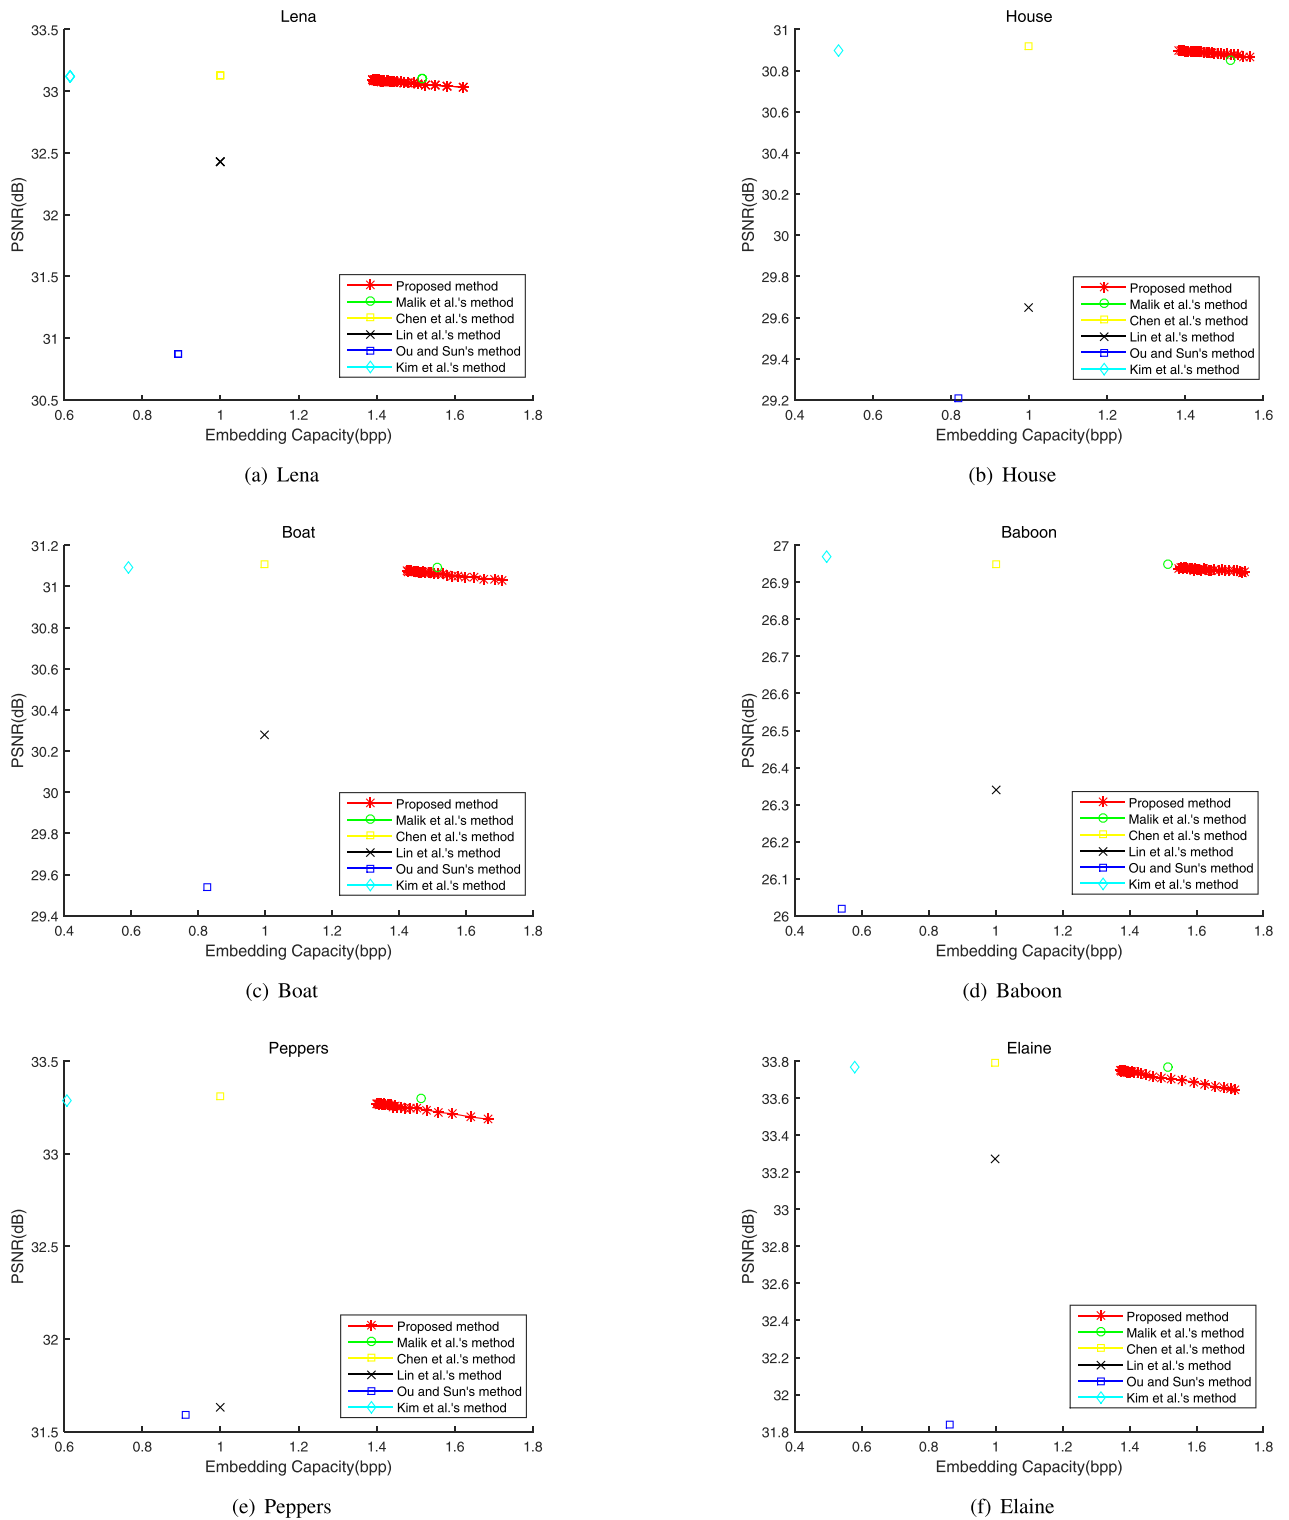 Lena
33.5
33
32.5
32
31.5
31
30.5
PSNR(dB)
0.6 0.8 1 1.2 1.4 1.6 1.8
Embedding Capacity(bpp)
Proposed method
Malik et al.'s method
Chen et al.'s method
Lin et al.'s method
Ou and Sun's method
Kim et al.'s method
(a) Lena
House
31
30.8
30.6
30.4
30.2
30
29.8
29.6
29.4
29.2
PSNR(dB)
0.4 0.6 0.8 1 1.2 1.4 1.6
Embedding Capacity(bpp)
Proposed method
Malik et al.'s method
Chen et al.'s method
Lin et al.'s method
Ou and Sun's method
Kim et al.'s method
(b) House
Boat
31.2
31
30.8
30.6
30.4
30.2
30
29.8
29.6
29.4
PSNR(dB)
0.4 0.6 0.8 1 1.2 1.4 1.6 1.8
Embedding Capacity(bpp)
Proposed method
Malik et al.'s method
Chen et al.'s method
Lin et al.'s method
Ou and Sun's method
Kim et al.'s method
(c) Boat
Baboon
27
26.9
26.8
26.7
26.6
26.5
26.4
26.3
26.2
26.1
26
PSNR(dB)
0.4 0.6 0.8 1 1.2 1.4 1.6 1.8
Embedding Capacity(bpp)
Proposed method
Malik et al.'s method
Chen et al.'s method
Lin et al.'s method
Ou and Sun's method
Kim et al.'s method
(d) Baboon
Peppers
33.5
33
32.5
32
31.5
PSNR(dB)
0.6 0.8 1 1.2 1.4 1.6 1.8
Embedding Capacity(bpp)
Proposed method
Malik et al.'s method
Chen et al.'s method
Lin et al.'s method
Ou and Sun's method
Kim et al.'s method
(e) Peppers
Elaine
33.8
33.6
33.4
33.2
33
32.8
32.6
32.4
32.2
32
31.8
PSNR(dB)
0.4 0.6 0.8 1 1.2 1.4 1.6 1.8
Embedding Capacity(bpp)
Proposed method
Malik et al.'s method
Chen et al.'s method
Lin et al.'s method
Ou and Sun's method
Kim et al.'s method
(f) Elaine